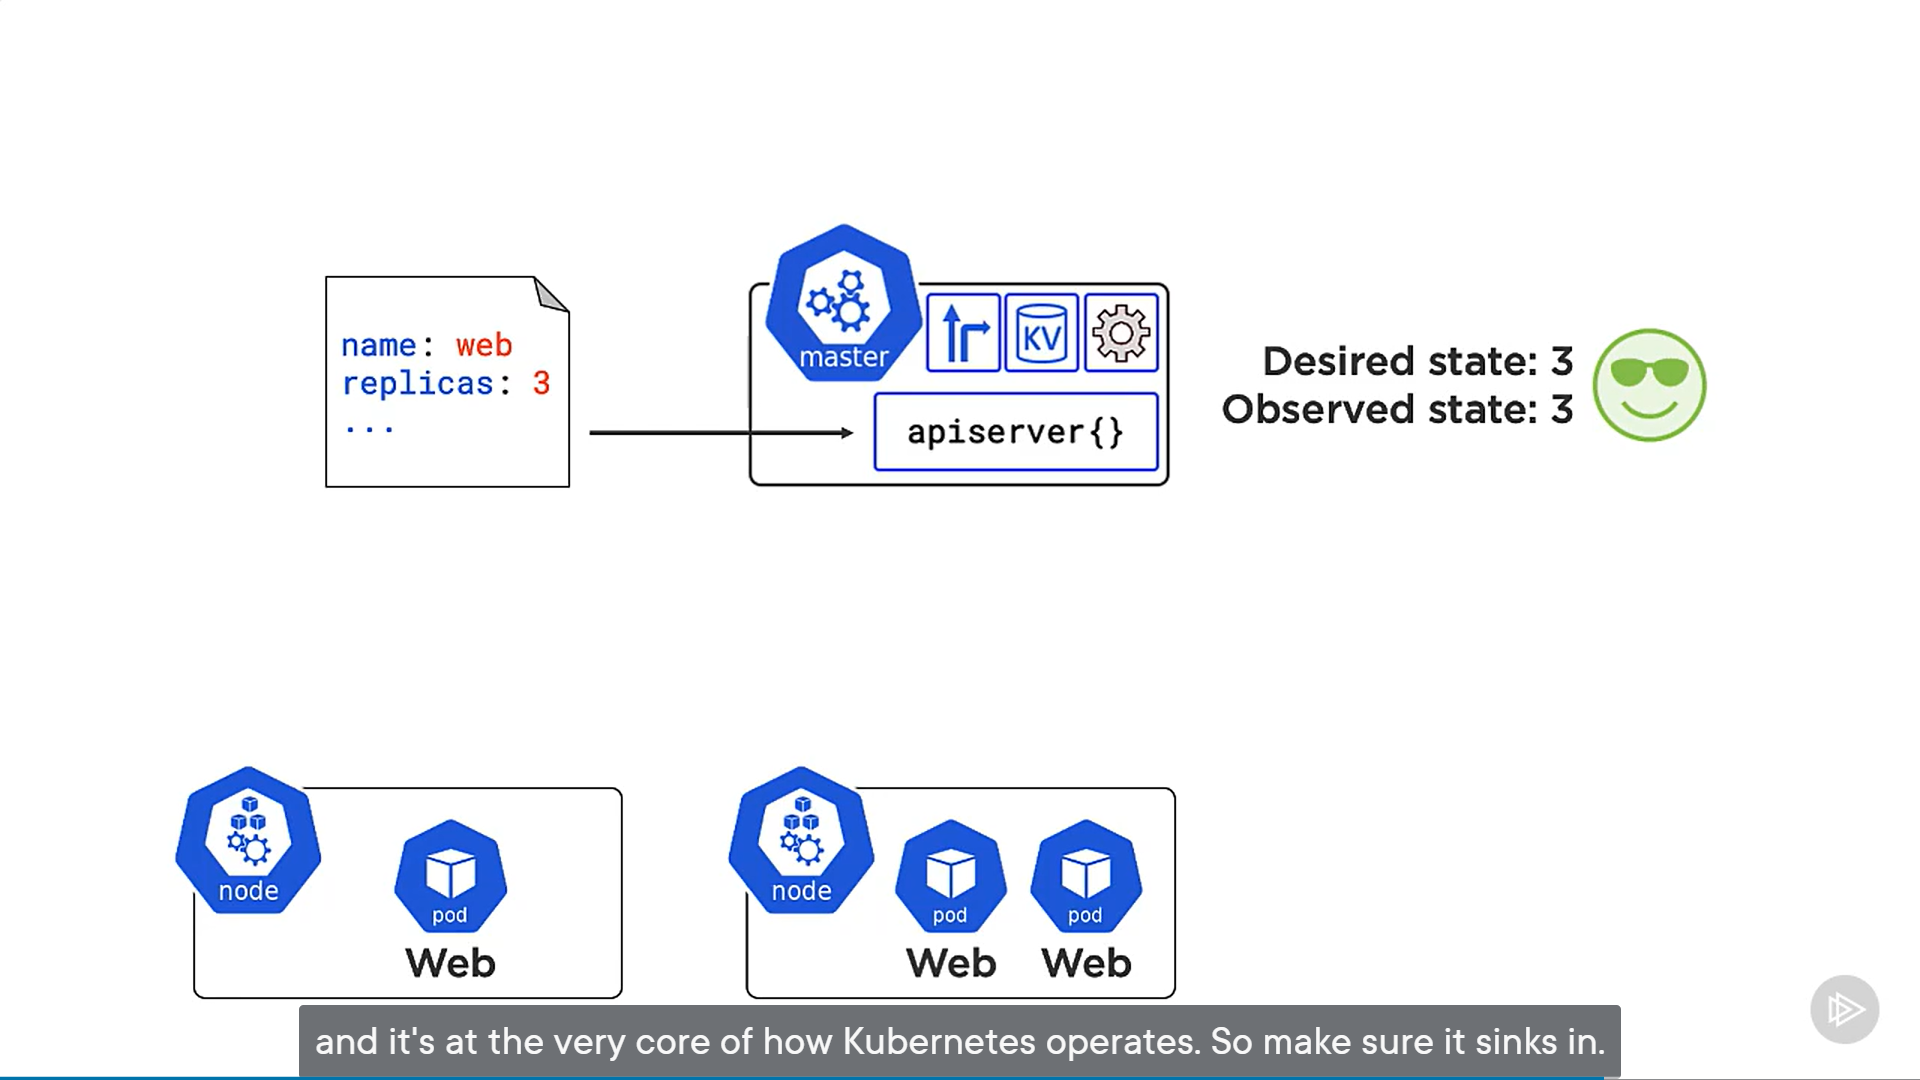 name: web
replicas: 3
...
master
KV
apiserver{}
Desired state: 3
Observed state: 3
node
pod
Web
node
pod
Web
pod
Web
and it's at the very core of how Kubernetes operates. So make sure it sinks in.